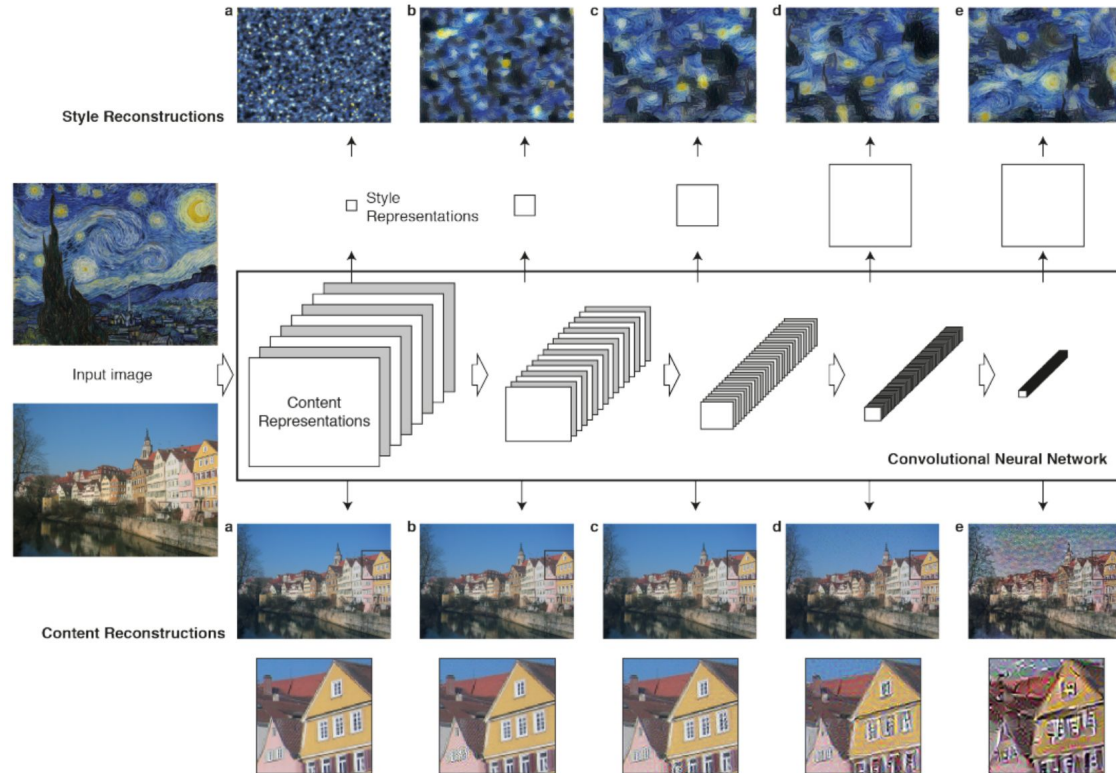 a
b
c
d
e
Style Reconstructions
Style
Representations
Input image
Content
Representations
Convolutional Neural Network
a
b
c
d
e
Content Reconstructions